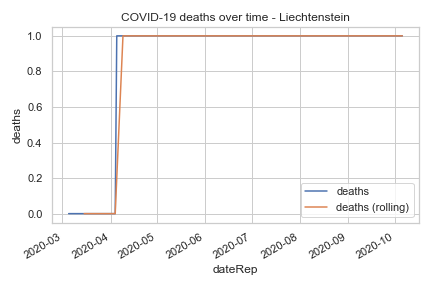 COVID-19 deaths over time - Liechtenstein
1.0
0.8
0.6
0.4
0.2
0.0
deaths
deaths
deaths (rolling)
2020-03
2020-04
2020-05
2020-06
2020-07
2020-08
2020-09
2020-10
dateRep